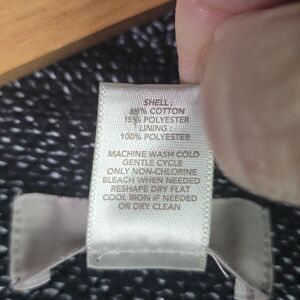 SHELL :
85% COTTON
15% POLYESTER
LINING :
100% POLYESTER
MACHINE WASH COLD
GENTLE CYCLE
ONLY NON-CHLORINE
BLEACH WHEN NEEDED
RESHAPE DRY FLAT
COOL IRON IF NEEDED
OR DRY CLEAN